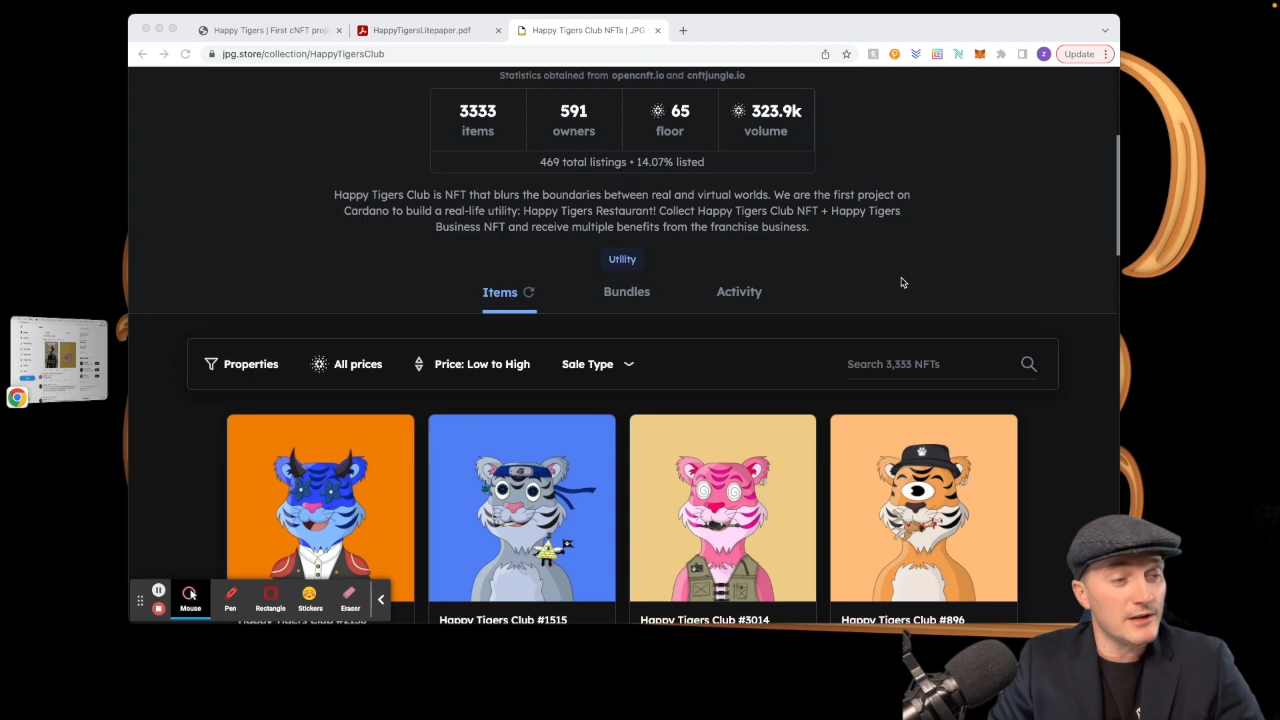 Happy Tigers | First cNFT proj
HappyTigersLitepaper.pdf
Happy Tigers Club NFTs | JPG
jpg.store/collection/HappyTigersClub
Z
Update
Statistics obtained from opencnft.io and cnftjungle.io
3333
items
591
owners
65
floor
323.9k
volume
469 total listings • 14.07% listed
Happy Tigers Club is NFT that blurs the boundaries between real and virtual worlds. We are the first project on
Cardano to build a real-life utility: Happy Tigers Restaurant! Collect Happy Tigers Club NFT + Happy Tigers
Business NFT and receive multiple benefits from the franchise business.
Utility
Items
Bundles
Activity
Properties
All prices
Price: Low to High
Sale Type
Search 3,333 NFTs
Happy Tigers Club #1515
Happy Tigers Club #3014
Happy Tigers Club #896
Mouse
Pen
Rectangle
Stickers
Eraser